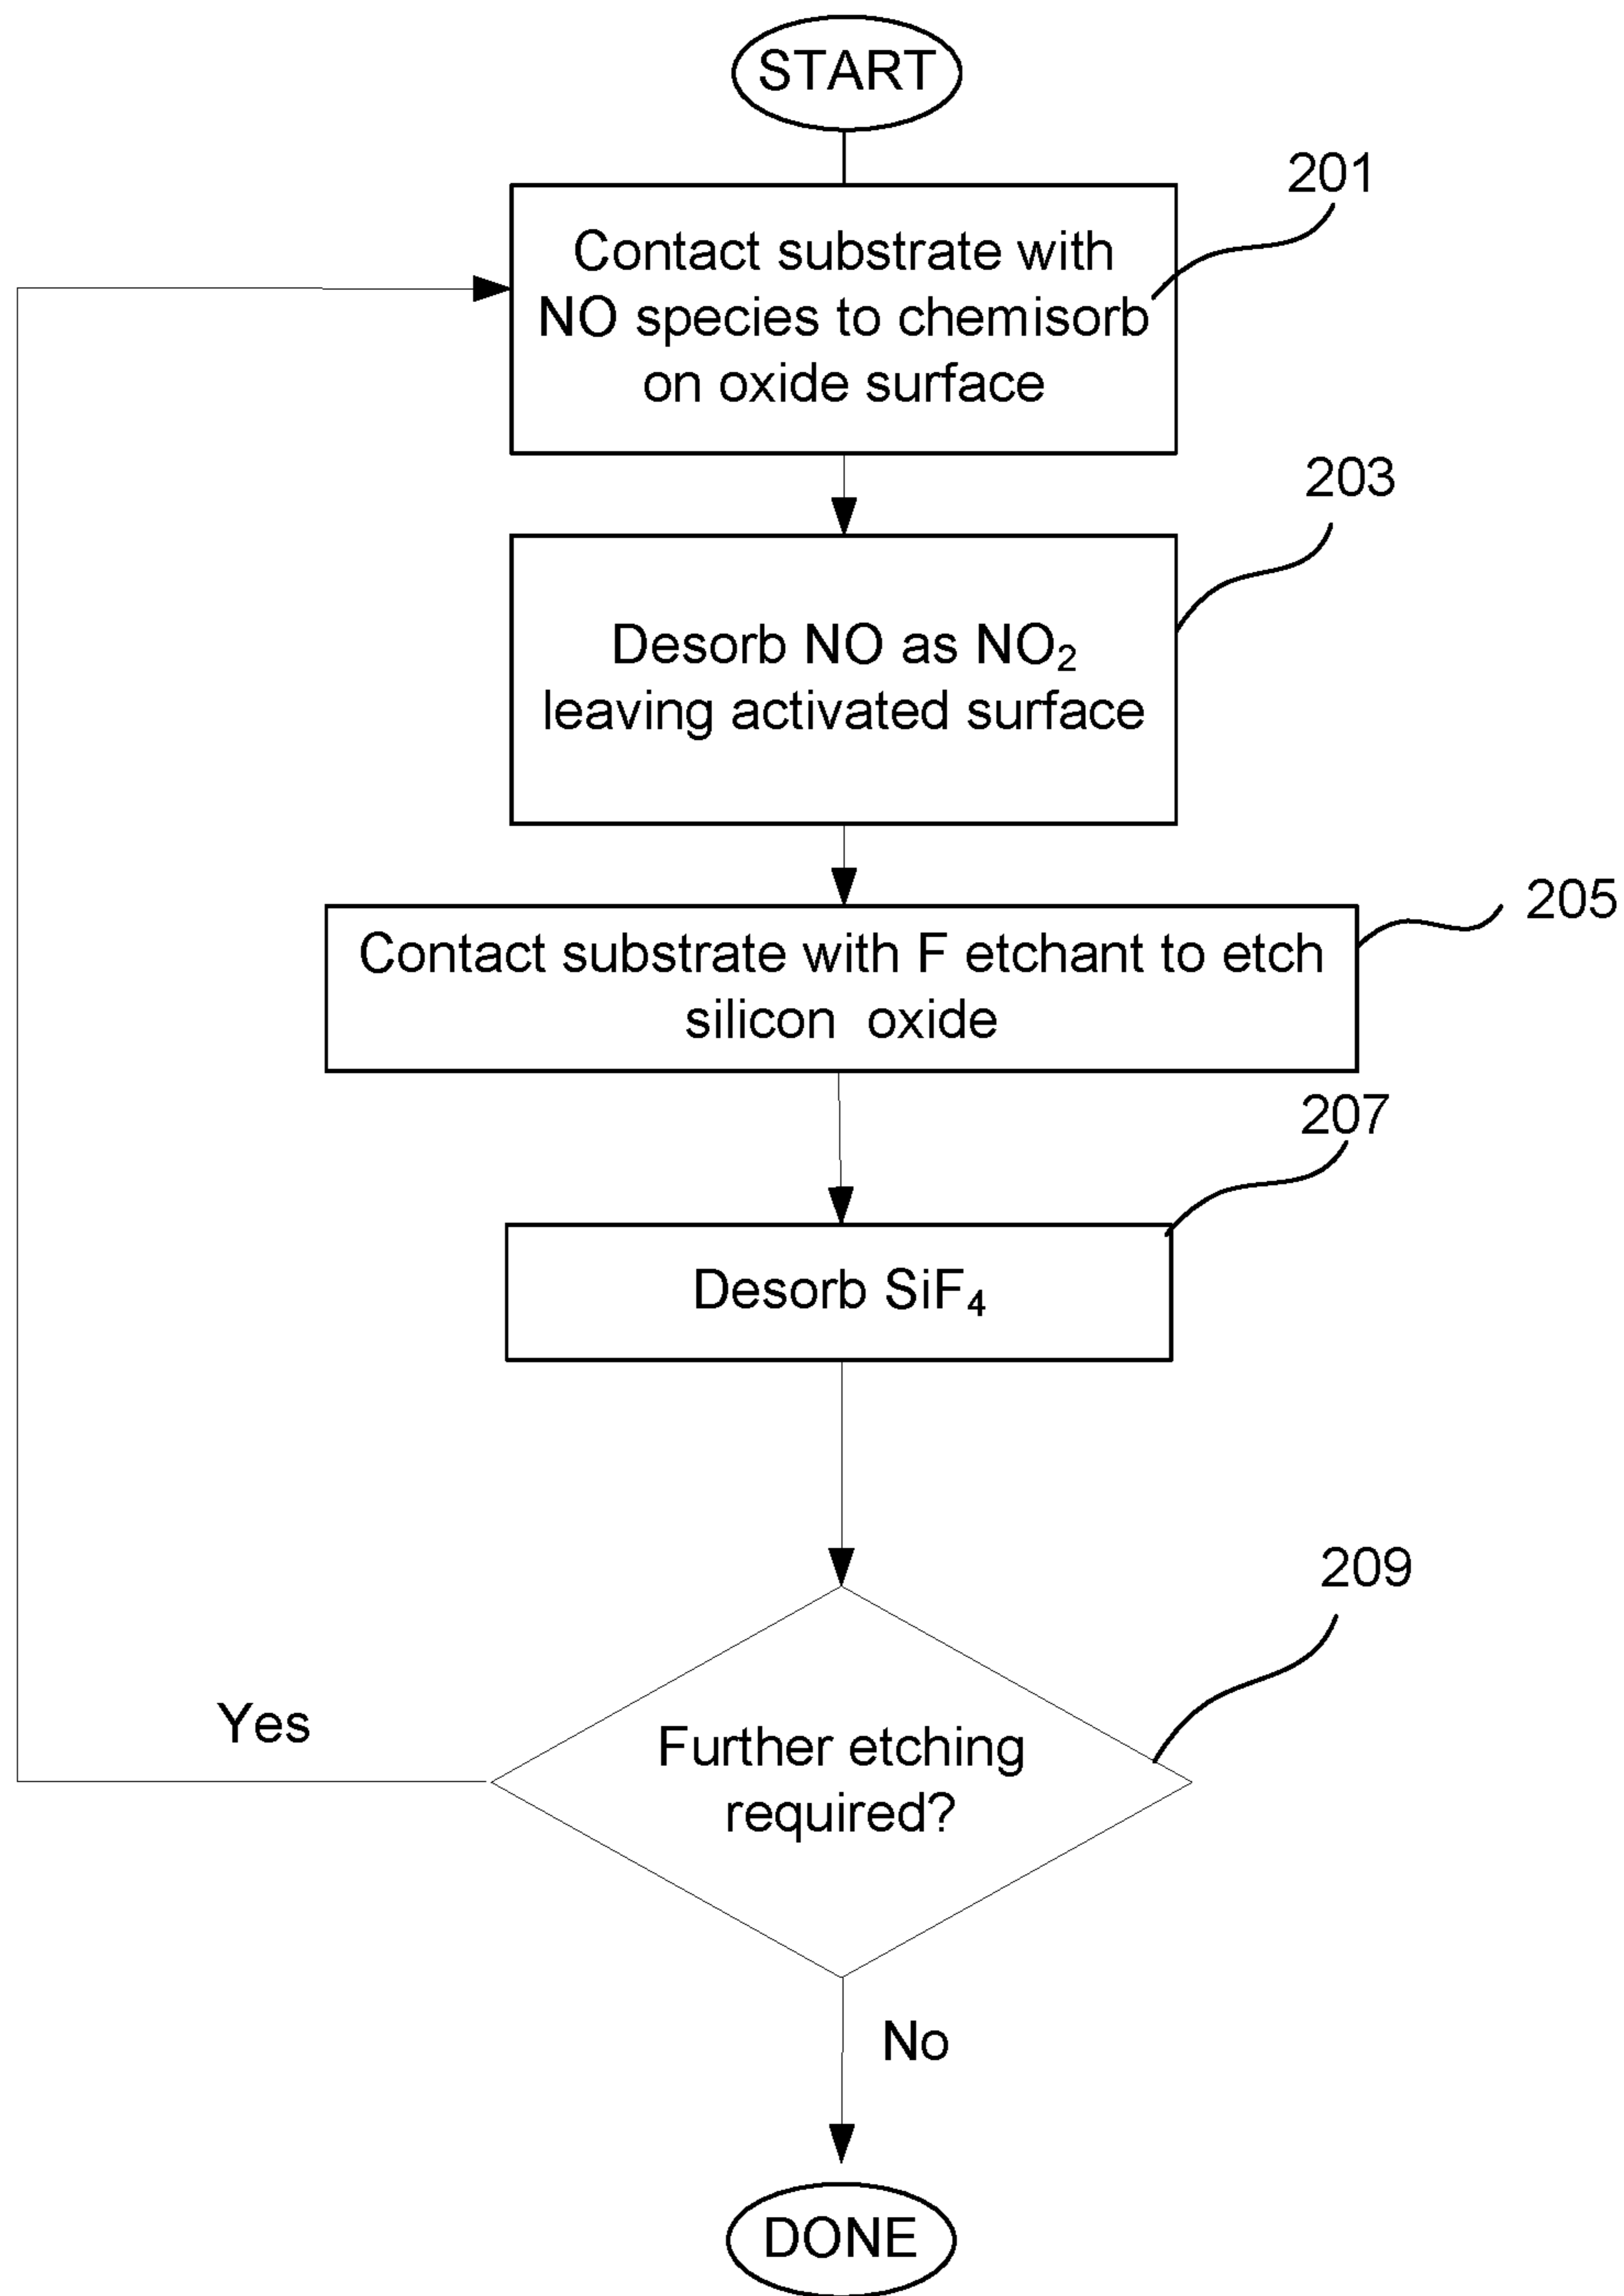 START
201
Contact substrate with
NO species to chemisorb
on oxide surface
203
Desorb NO as NO₂
leaving activated surface
205
Contact substrate with F etchant to etch
silicon oxide
207
Desorb SiF₄
209
Yes
Further etching
required?
No
DONE